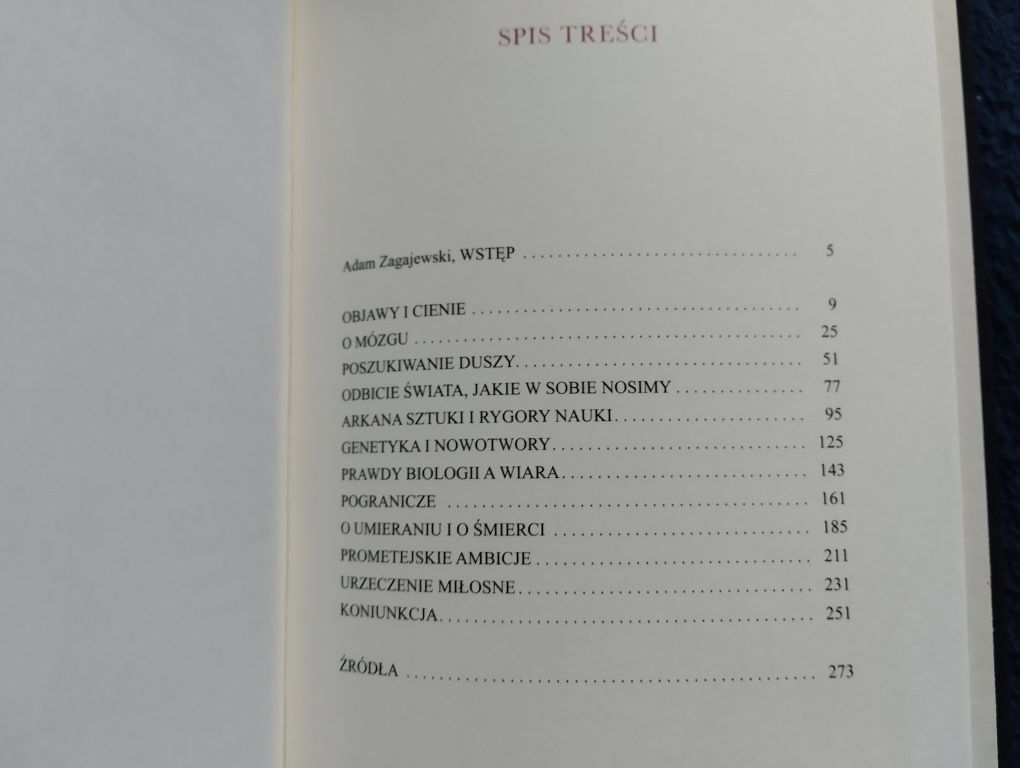 SPIS TREŚCI
Adam Zagajewski, WSTĘP . . . . . . . . . . . . . . . . . . . . . . . . . . . . . . . . 5
OBJAWY I CIENIE . . . . . . . . . . . . . . . . . . . . . . . . . . . . . . . . . . . . . . 9
O MÓZGU . . . . . . . . . . . . . . . . . . . . . . . . . . . . . . . . . . . . . . . . . . . . . 25
POSZUKIWANIE DUSZY. . . . . . . . . . . . . . . . . . . . . . . . . . . . . . . . . 51
ODBICIE ŚWIATA, JAKIE W SOBIE NOSIMY . . . . . . . . . . . . . . . 77
ARKANA SZTUKI I RYGORY NAUKI. . . . . . . . . . . . . . . . . . . . . . 95
GENETYKA I NOWOTWORY. . . . . . . . . . . . . . . . . . . . . . . . . . . . . 125
PRAWDY BIOLOGII A WIARA. . . . . . . . . . . . . . . . . . . . . . . . . . . . 143
POGRANICZE . . . . . . . . . . . . . . . . . . . . . . . . . . . . . . . . . . . . . . . . . . 161
O UMIERANIU I O ŚMIERCI . . . . . . . . . . . . . . . . . . . . . . . . . . . . . 185
PROMETEJSKIE AMBICJE . . . . . . . . . . . . . . . . . . . . . . . . . . . . . . . 211
URZECZENIE MIŁOSNE. . . . . . . . . . . . . . . . . . . . . . . . . . . . . . . . . . 231
KONIUNKCJA. . . . . . . . . . . . . . . . . . . . . . . . . . . . . . . . . . . . . . . . . . . 251
ŹRÓDŁA . . . . . . . . . . . . . . . . . . . . . . . . . . . . . . . . . . . . . . . . . . . . . . . 273